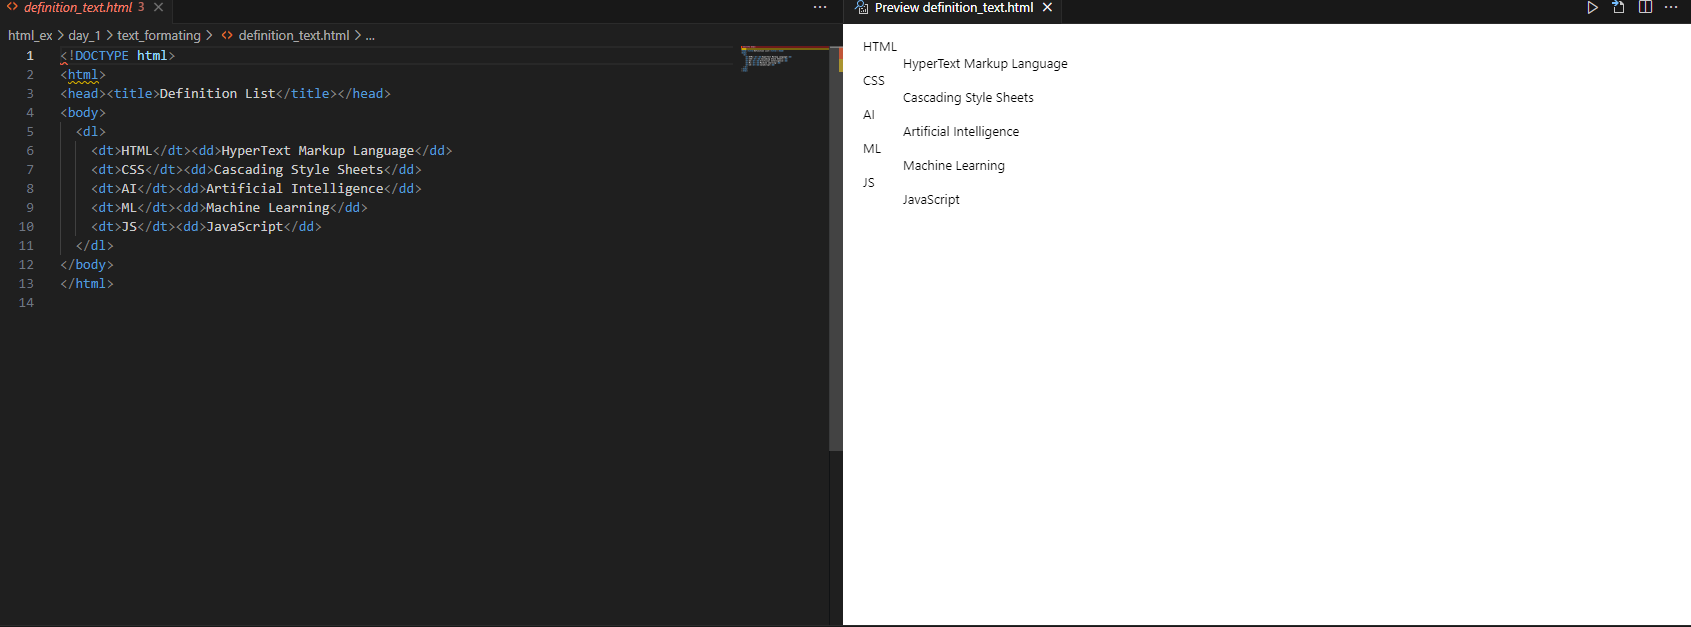 definition_text.html 3
Preview definition_text.html
html_ex > day_1 > text_formating > definition_text.html > ...
1 <!DOCTYPE html>
2 <html>
3 <head><title>Definition List</title></head>
4 <body>
5 <dl>
6 <dt>HTML</dt><dd>HyperText Markup Language</dd>
7 <dt>CSS</dt><dd>Cascading Style Sheets</dd>
8 <dt>AI</dt><dd>Artificial Intelligence</dd>
9 <dt>ML</dt><dd>Machine Learning</dd>
10 <dt>JS</dt><dd>JavaScript</dd>
11 </dl>
12 </body>
13 </html>
14
HTML
HyperText Markup Language
CSS
Cascading Style Sheets
AI
Artificial Intelligence
ML
Machine Learning
JS
JavaScript